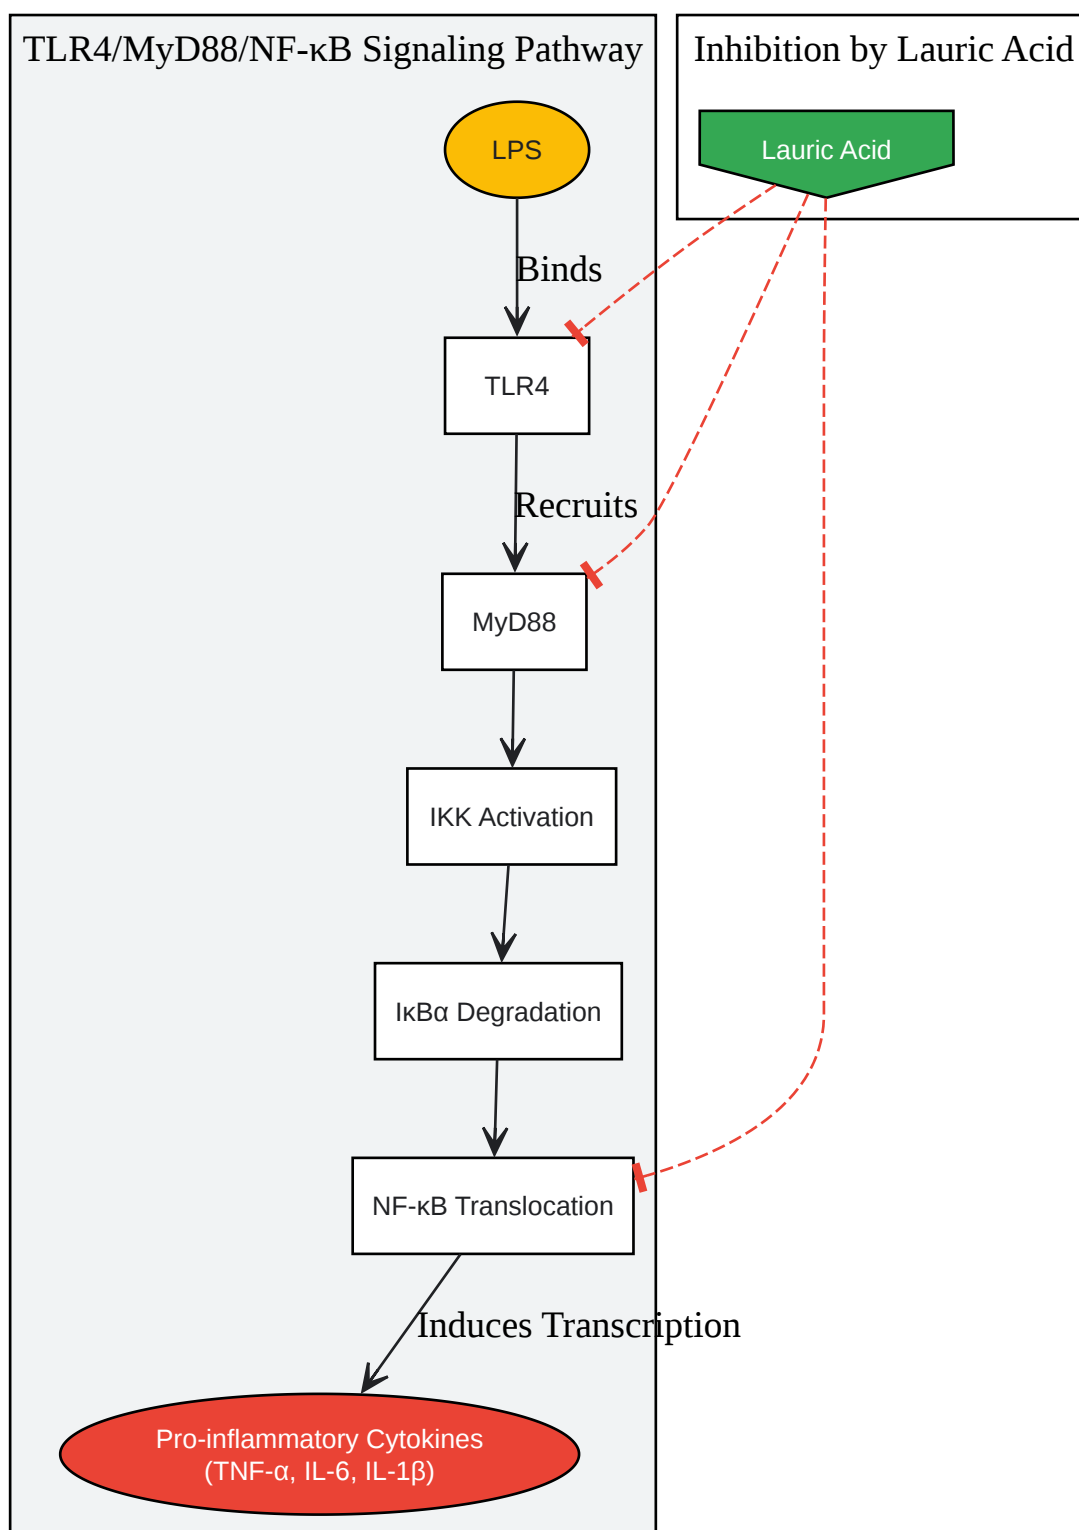 TLR4/MyD88/NF-κB Signaling Pathway
Inhibition by Lauric Acid
LPS
Lauric Acid
Binds
TLR4
Recruits
MyD88
IKK Activation
IκBα Degradation
NF-κB Translocation
Induces Transcription
Pro-inflammatory Cytokines
(TNF-α, IL-6, IL-1β)